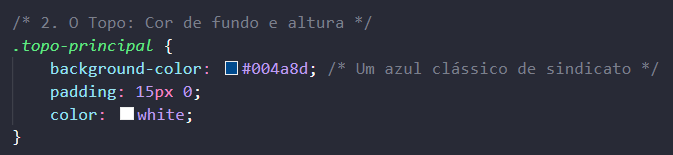 /* 2. O Topo: Cor de fundo e altura */
.topo-principal {
    background-color: #004a8d; /* Um azul clássico de sindicato */
    padding: 15px 0;
    color: white;
}